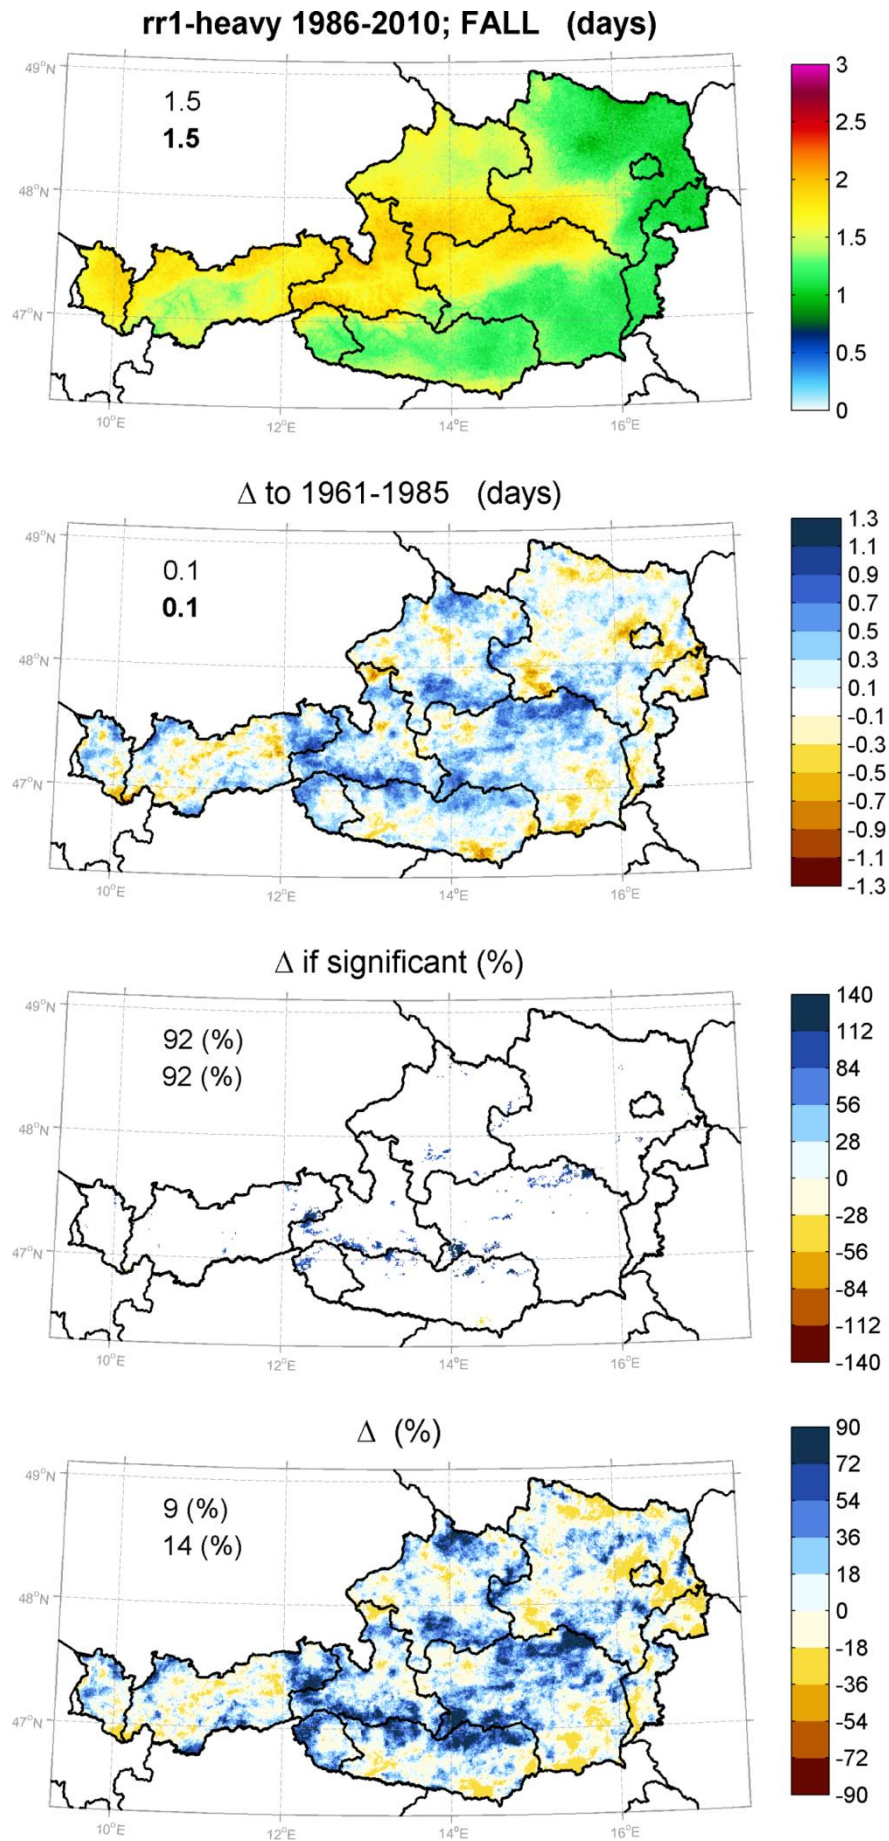 rr1-heavy 1986-2010; FALL (days)
49°N
48°N
47°N
1.5
1.5
10°E 12°E 14°E 16°E
3
2.5
2
1.5
1
0.5
0
Δ to 1961-1985 (days)
49°N
48°N
47°N
0.1
0.1
10°E 12°E 14°E 16°E
1.3
1.1
0.9
0.7
0.5
0.3
0.1
-0.1
-0.3
-0.5
-0.7
-0.9
-1.1
-1.3
Δ if significant (%)
49°N
48°N
47°N
92 (%)
92 (%)
10°E 12°E 14°E 16°E
140
112
84
56
28
0
-28
-56
-84
-112
-140
Δ (%)
49°N
48°N
47°N
9 (%)
14 (%)
10°E 12°E 14°E 16°E
90
72
54
36
18
0
-18
-36
-54
-72
-90